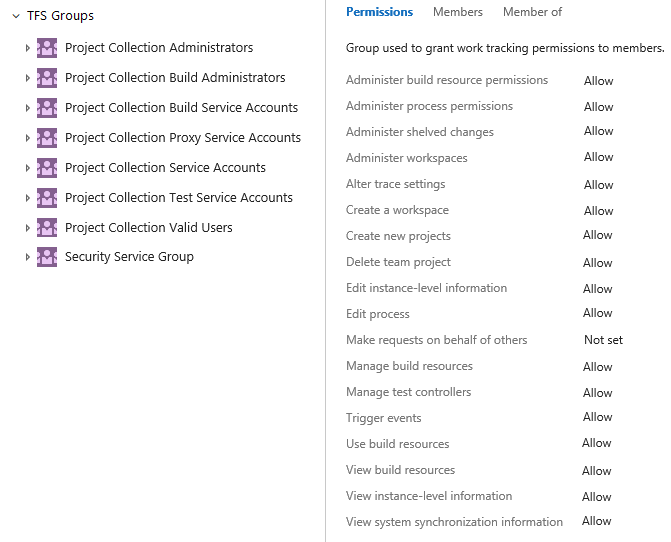 TFS Groups
Project Collection Administrators
Project Collection Build Administrators
Project Collection Build Service Accounts
Project Collection Proxy Service Accounts
Project Collection Service Accounts
Project Collection Test Service Accounts
Project Collection Valid Users
Security Service Group
Permissions Members Member of
Group used to grant work tracking permissions to members.
Administer build resource permissions Allow
Administer process permissions Allow
Administer shelved changes Allow
Administer workspaces Allow
Alter trace settings Allow
Create a workspace Allow
Create new projects Allow
Delete team project Allow
Edit instance-level information Allow
Edit process Allow
Make requests on behalf of others Not set
Manage build resources Allow
Manage test controllers Allow
Trigger events Allow
Use build resources Allow
View build resources Allow
View instance-level information Allow
View system synchronization information Allow